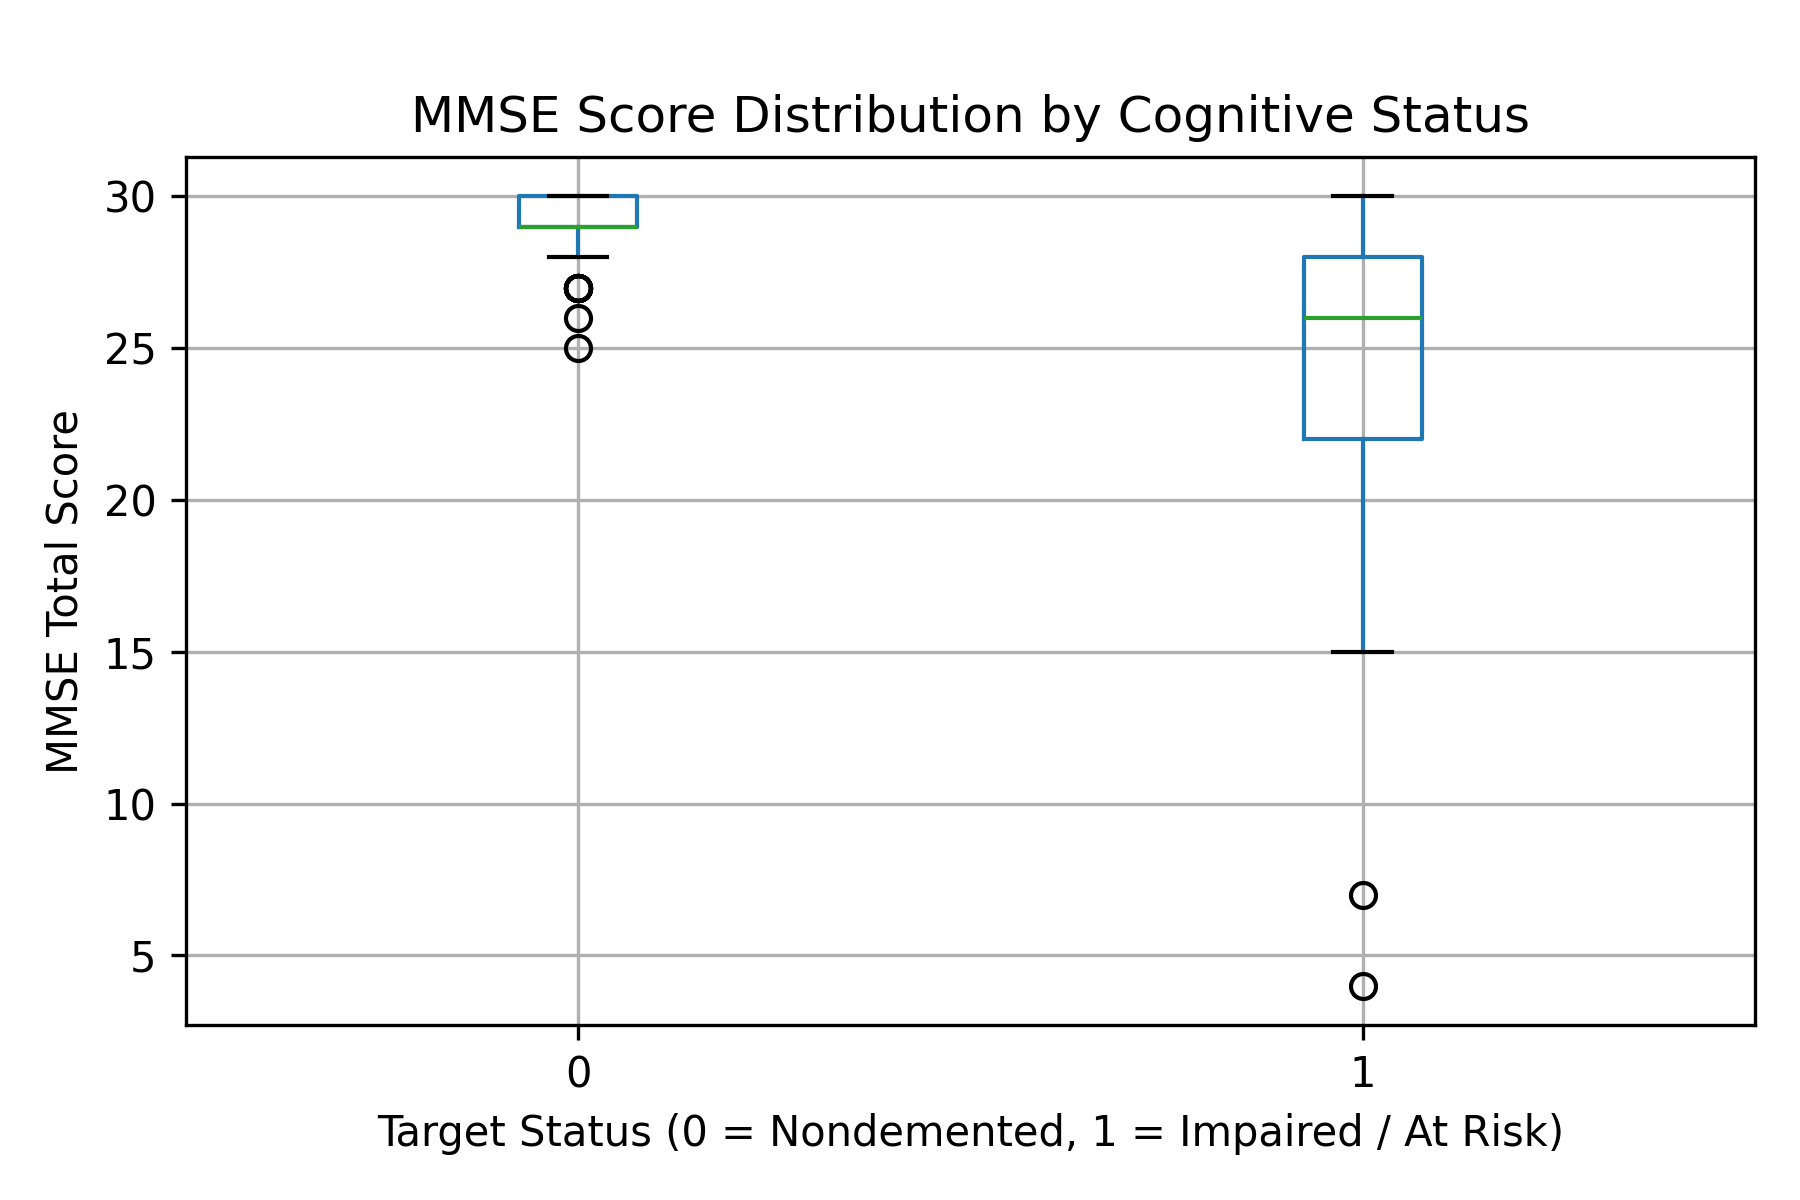 MMSE Score Distribution by Cognitive Status
30
25
20
15
10
5
MMSE Total Score
0 1
Target Status (0 = Nondemented, 1 = Impaired / At Risk)